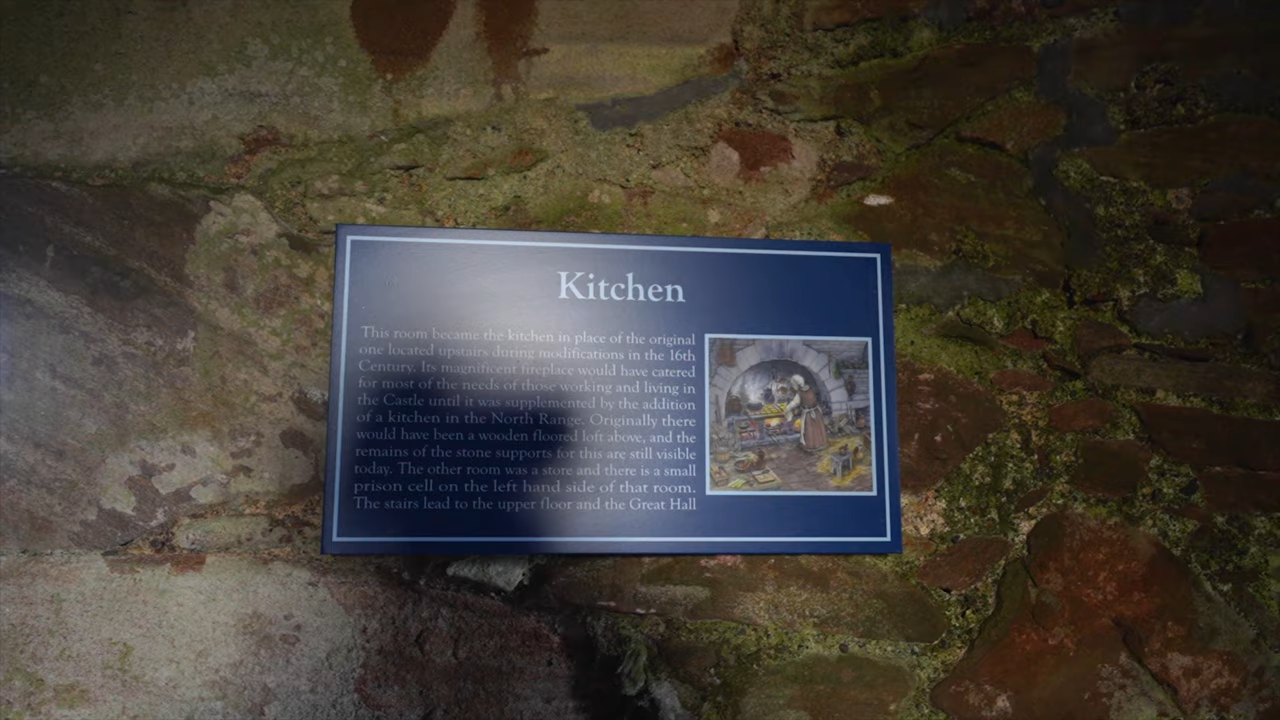 Kitchen
This room became the kitchen in place of the original
one located upstairs during modifications in the 16th
Century. Its magnificent fireplace would have catered
for most of the needs of those working and living in
the Castle until it was supplemented by the addition
of a kitchen in the North Range. Originally there
would have been a wooden floored loft above, and the
remains of the stone supports for this are still visible
today. The other room was a store and there is a small
prison cell on the left hand side of that room.
The stairs lead to the upper floor and the Great Hall